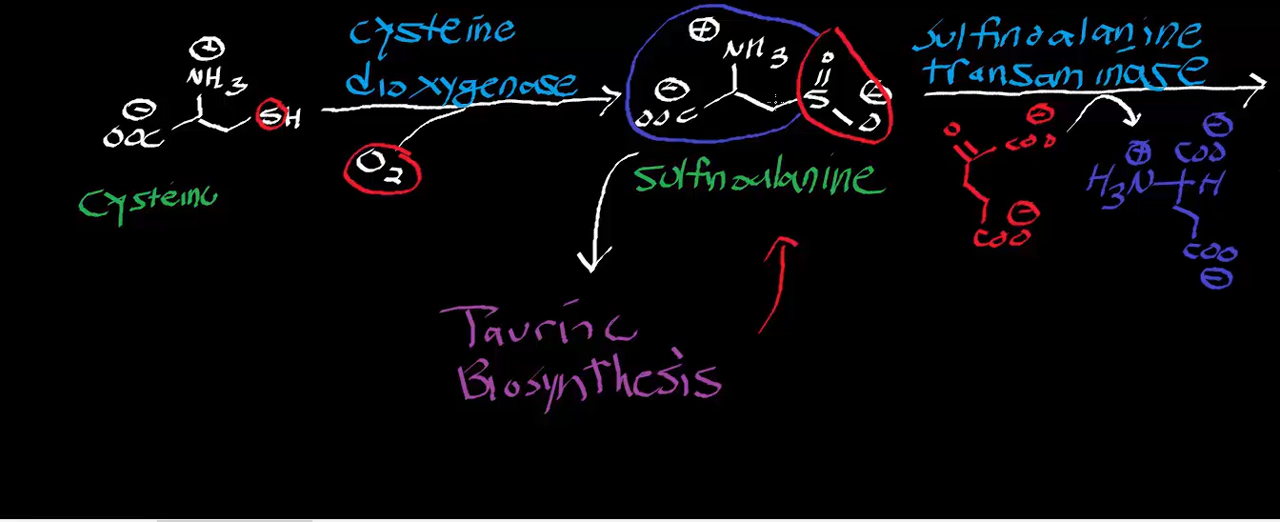 cysteine
dioxygenase
O2
⊕
NH3
⊖
OOC
SH
cysteine
⊕
NH3
⊖
OOC
O
S
⊖
O
sulfinoalanine
sulfinoalanine
transaminase
O
⊖
COO
⊖
COO
⊕
H3N
H
⊖
COO
COO
⊖
Taurine
Biosynthesis